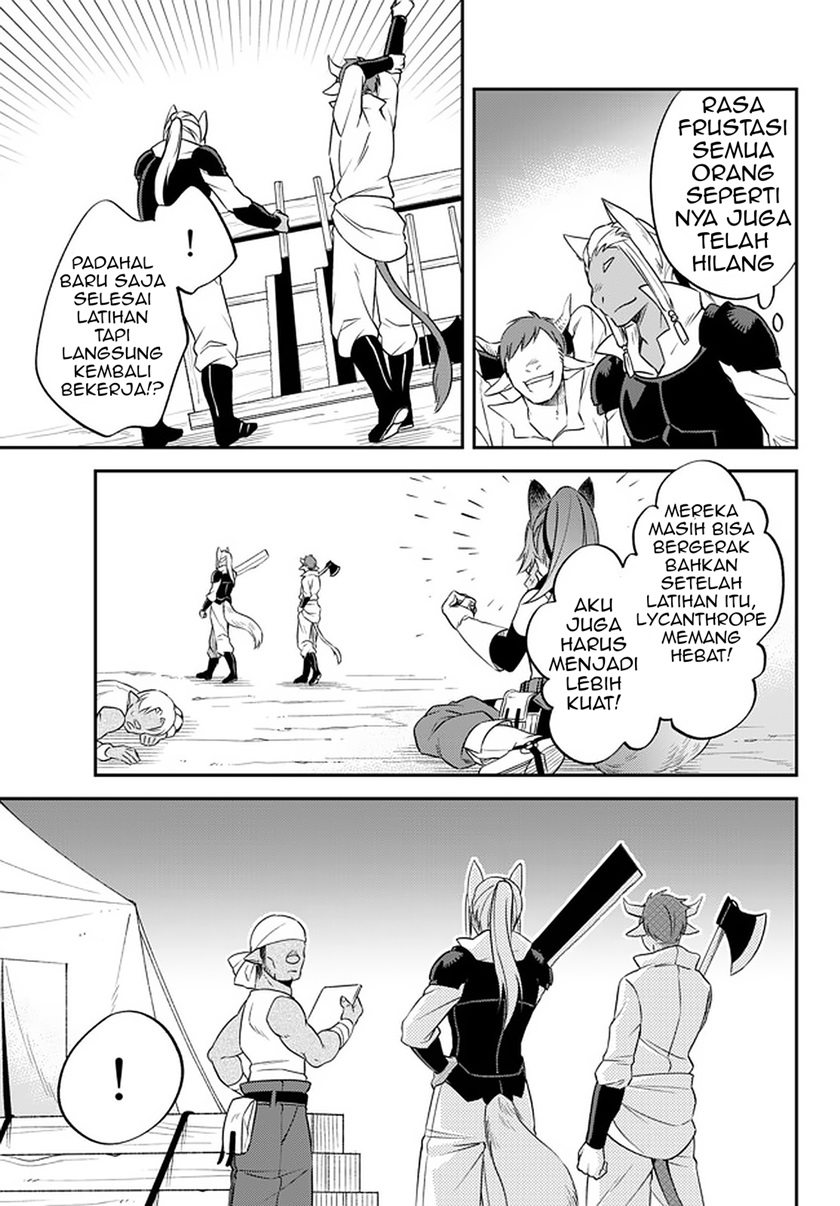 RASA
FRUSTASI
SEMUA
ORANG
SEPERTI
NYA JUGA
TELAH
HILANG
!
PADAHAL
BARU SAJA
SELESAI
LATIHAN
TAPI
LANGSUNG
KEMBALI
BEKERJA!?
MEREKA
MASIH BISA
BERGERAK
BAHKAN
SETELAH
LATIHAN ITU,
LYCANTHROPE
MEMANG
HEBAT!
AKU
JUGA
HARUS
MENJADI
LEBIH
KUAT!
!